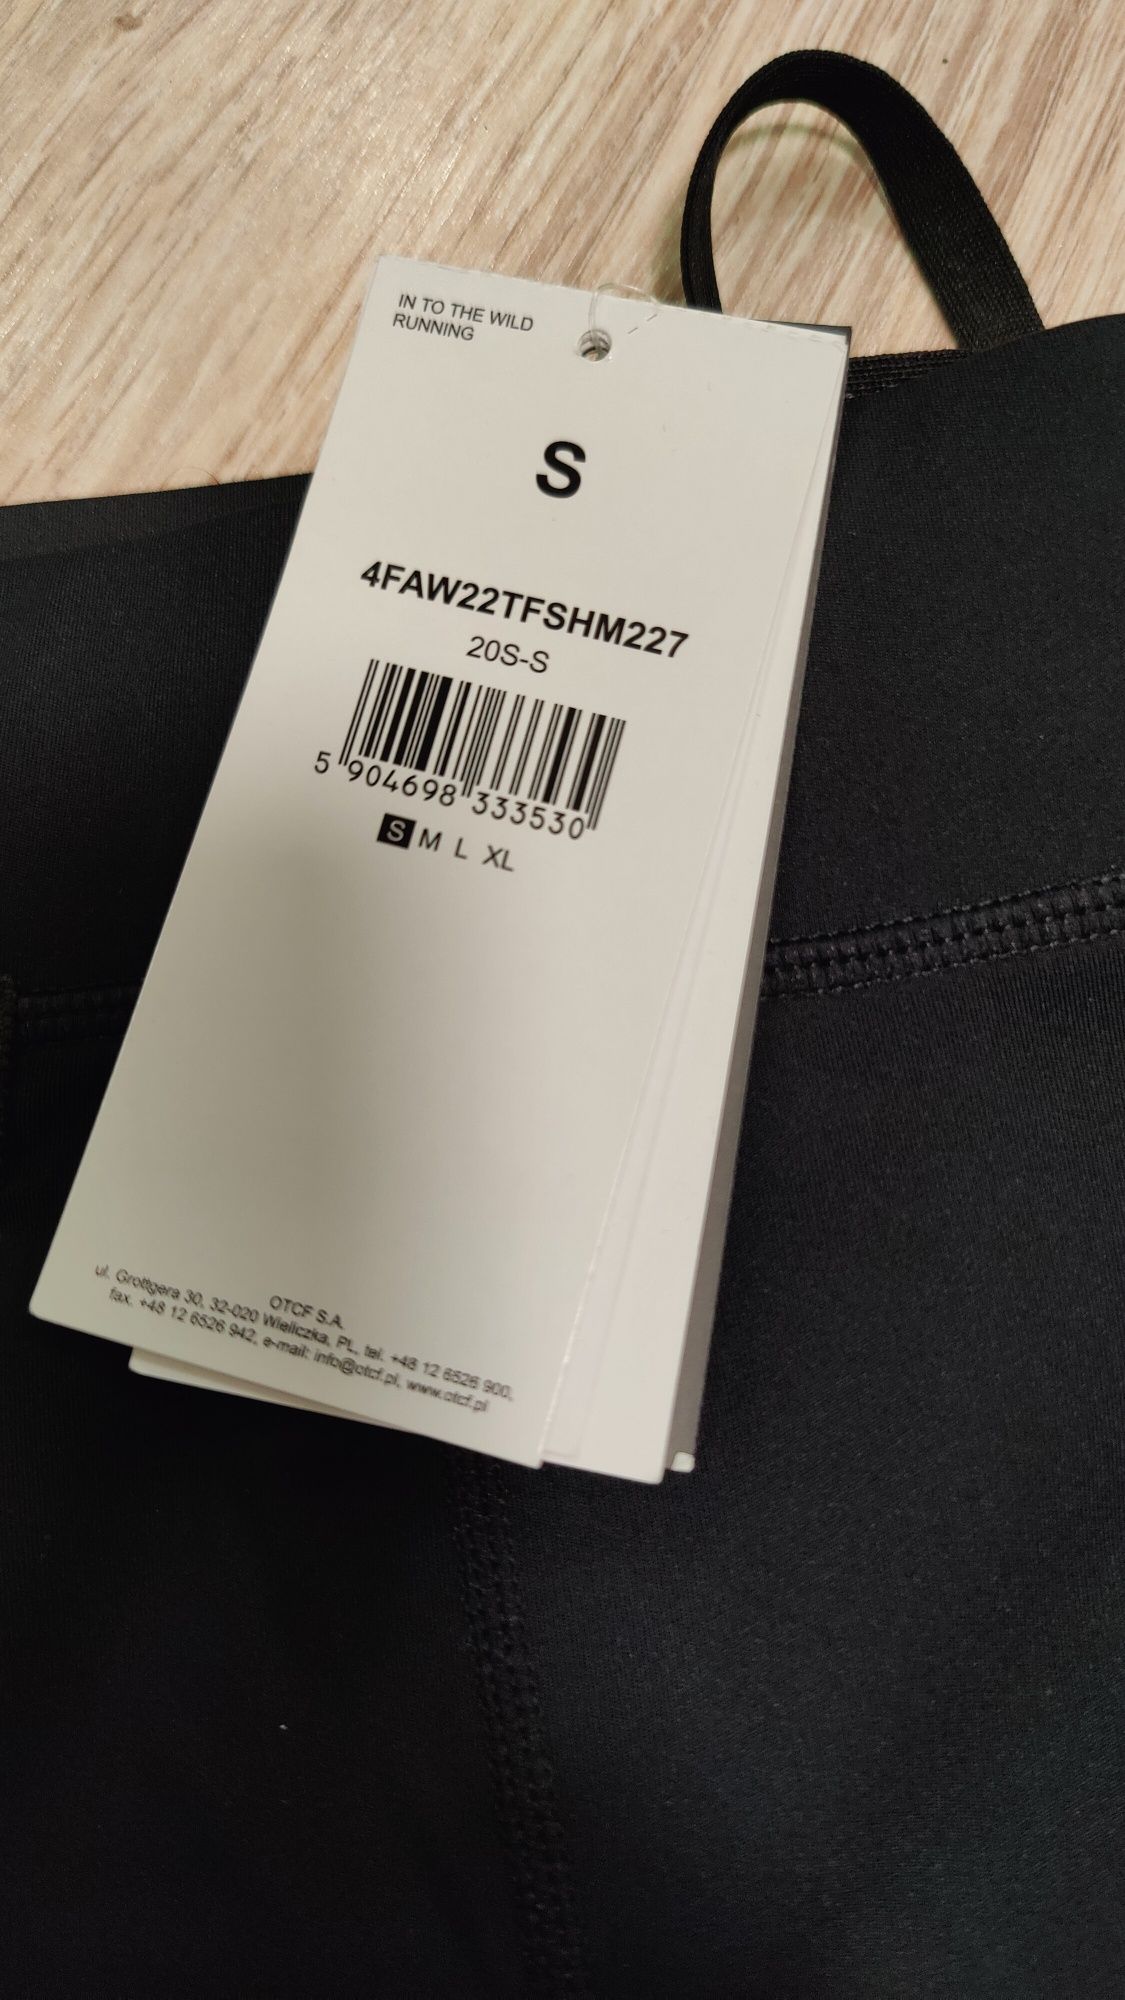 IN TO THE WILD
RUNNING
S
4FAW22TFSHM227
20S-S
5 904698 333530
S M L XL
OTCF S.A.
ul. Grottgera 30, 32-020 Wieliczka, PL, tel. +48 12 6526 900,
fax. +48 12 6526 942, e-mail: info@otcf.pl, www.otcf.pl